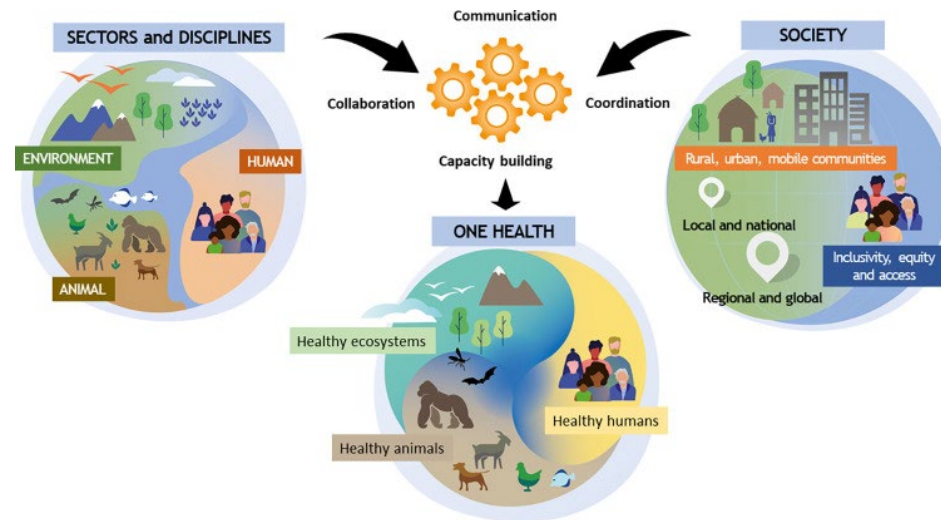 SECTORS and DISCIPLINES
ENVIRONMENT
HUMAN
ANIMAL
Communication
Collaboration
Coordination
Capacity building
SOCIETY
Rural, urban, mobile communities
Local and national
Inclusivity, equity
and access
Regional and global
ONE HEALTH
Healthy ecosystems
Healthy humans
Healthy animals